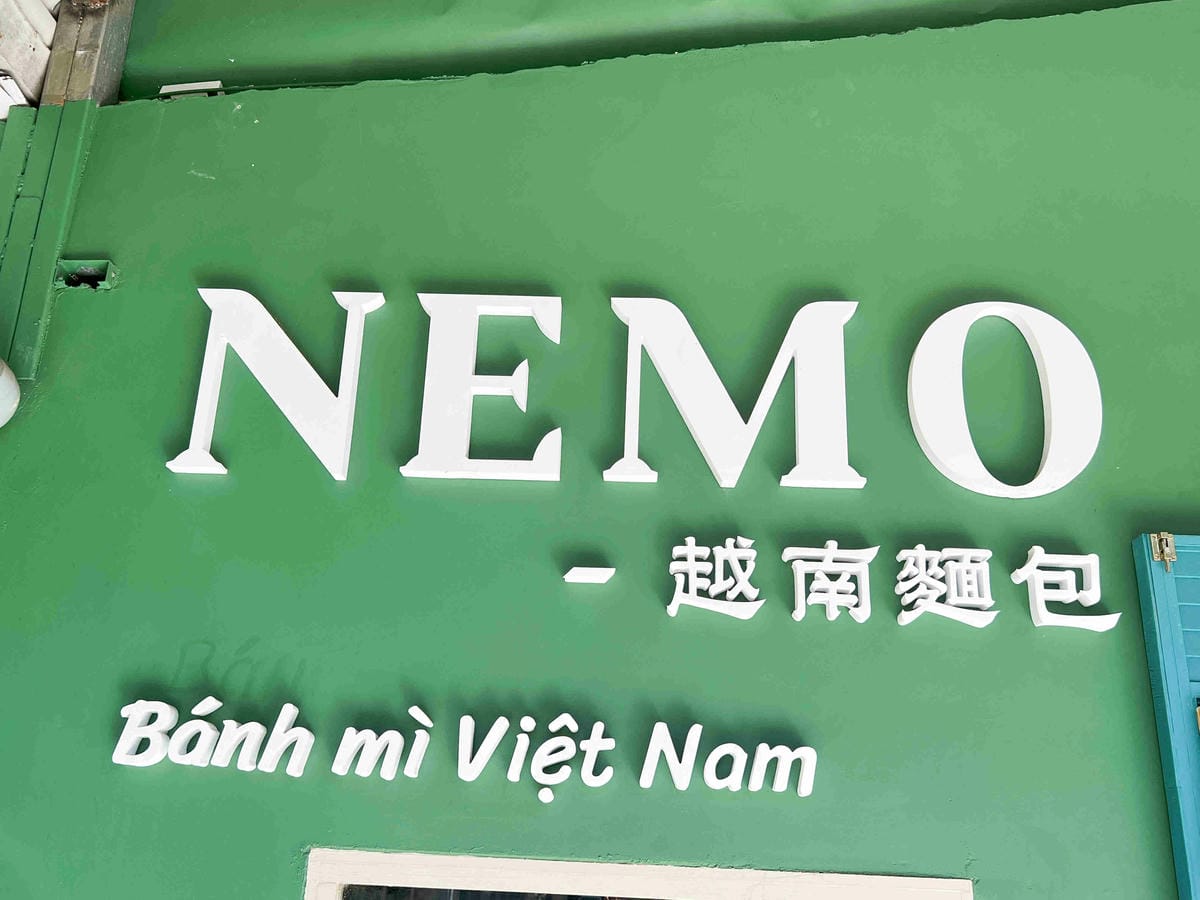 NEMO
- 越南麵包
Bánh mì Việt Nam